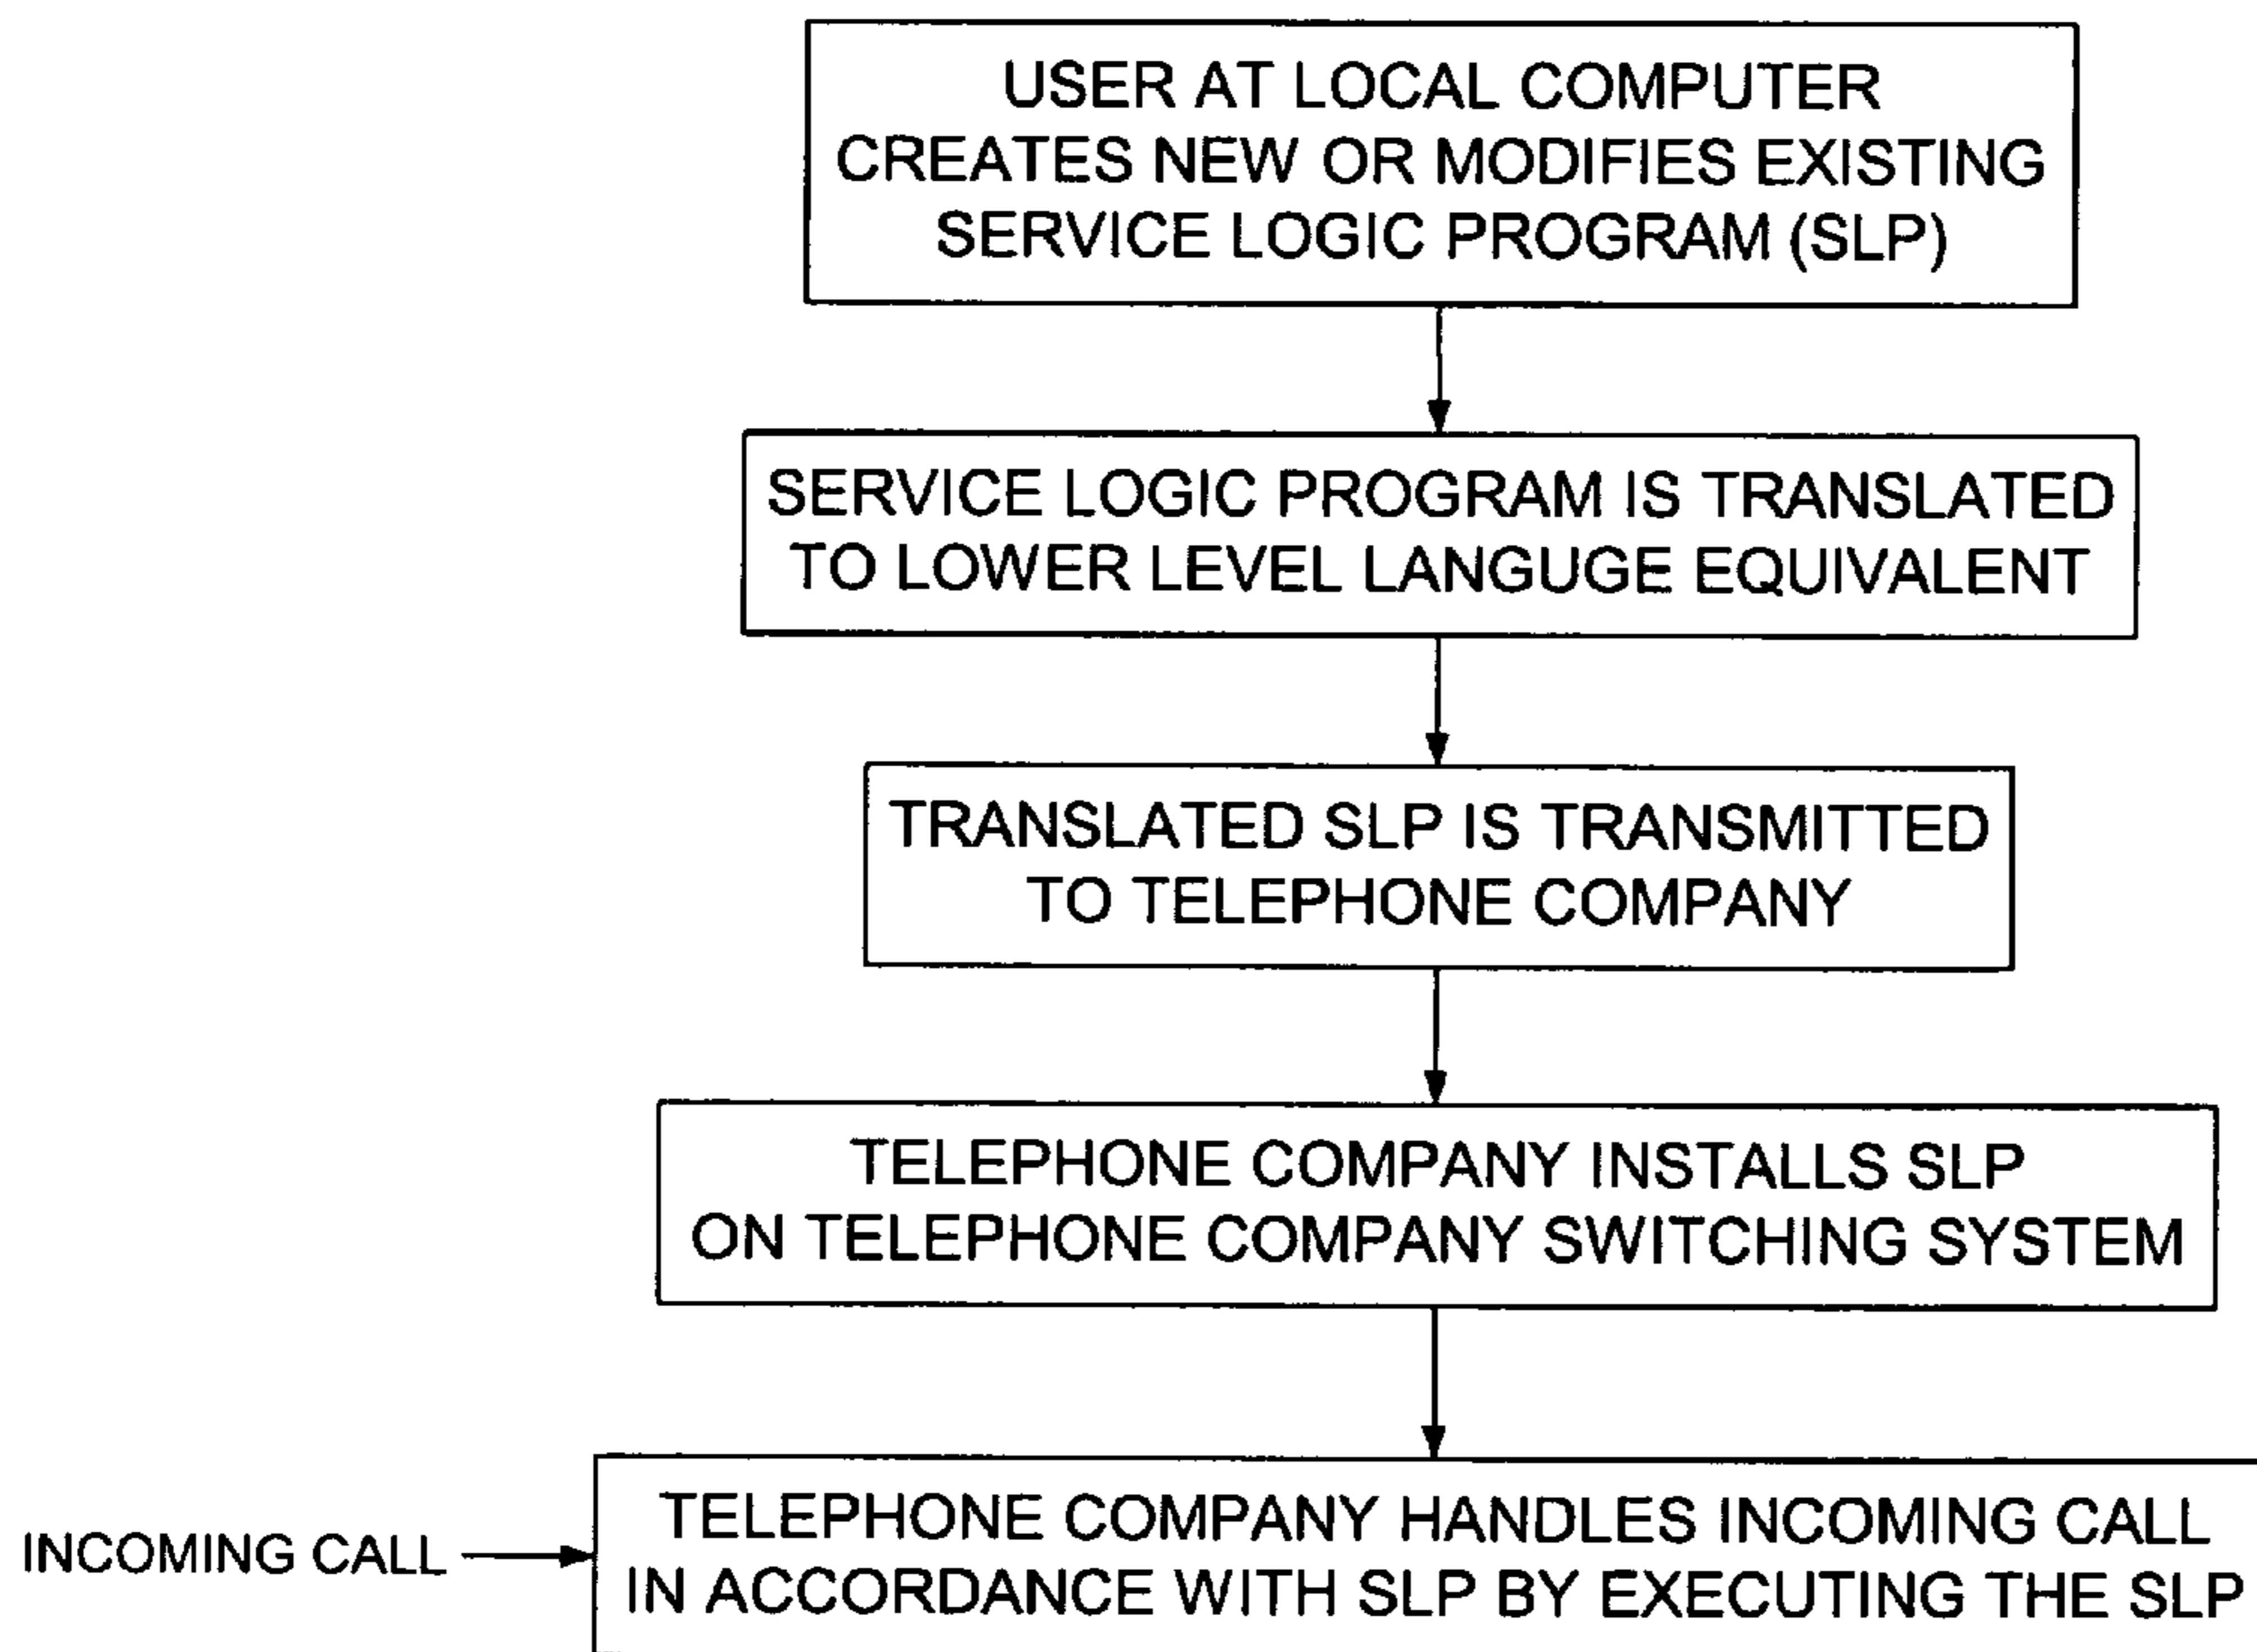 USER AT LOCAL COMPUTER
CREATES NEW OR MODIFIES EXISTING
SERVICE LOGIC PROGRAM (SLP)
SERVICE LOGIC PROGRAM IS TRANSLATED
TO LOWER LEVEL LANGUGE EQUIVALENT
TRANSLATED SLP IS TRANSMITTED
TO TELEPHONE COMPANY
TELEPHONE COMPANY INSTALLS SLP
ON TELEPHONE COMPANY SWITCHING SYSTEM
INCOMING CALL
TELEPHONE COMPANY HANDLES INCOMING CALL
IN ACCORDANCE WITH SLP BY EXECUTING THE SLP